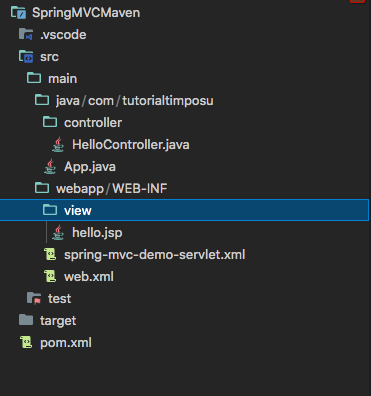 SpringMVCMaven
.vscode
src
main
java/com/tutorialtimposu
controller
HelloController.java
App.java
webapp/WEB-INF
view
hello.jsp
spring-mvc-demo-servlet.xml
web.xml
test
target
pom.xml